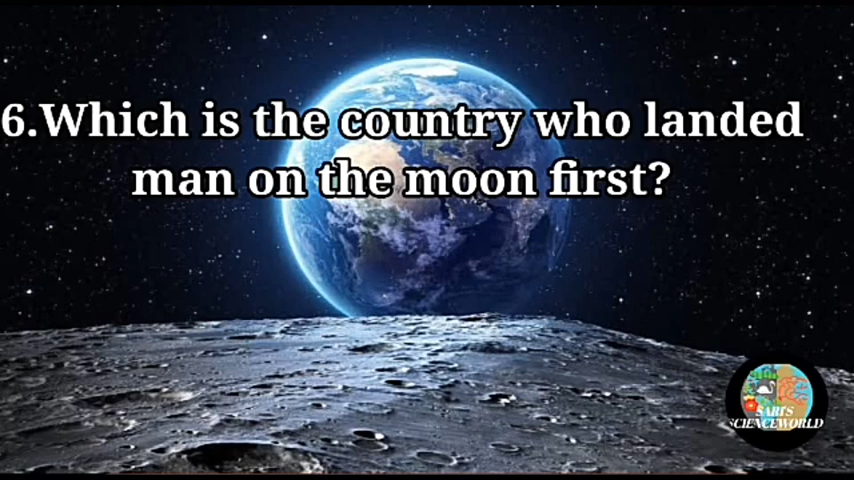 6.Which is the country who landed
man on the moon first?
SARI'S
SCIENCEWORLD